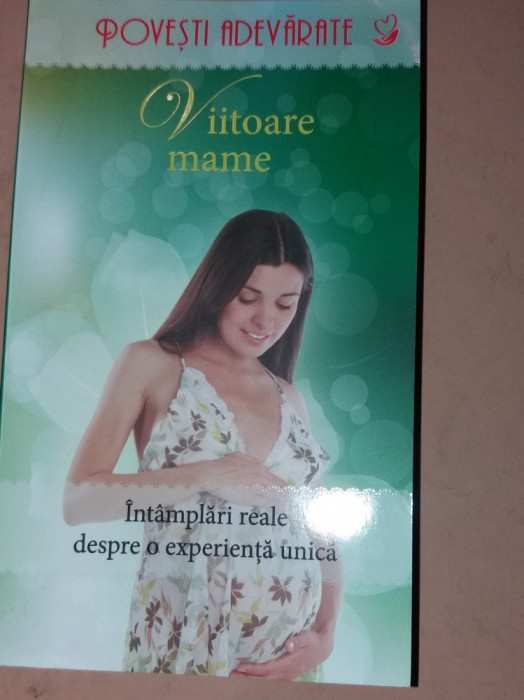 POVEȘTI ADEVĂRATE
Viitoare
mame
Întâmplări reale
despre o experiență unică